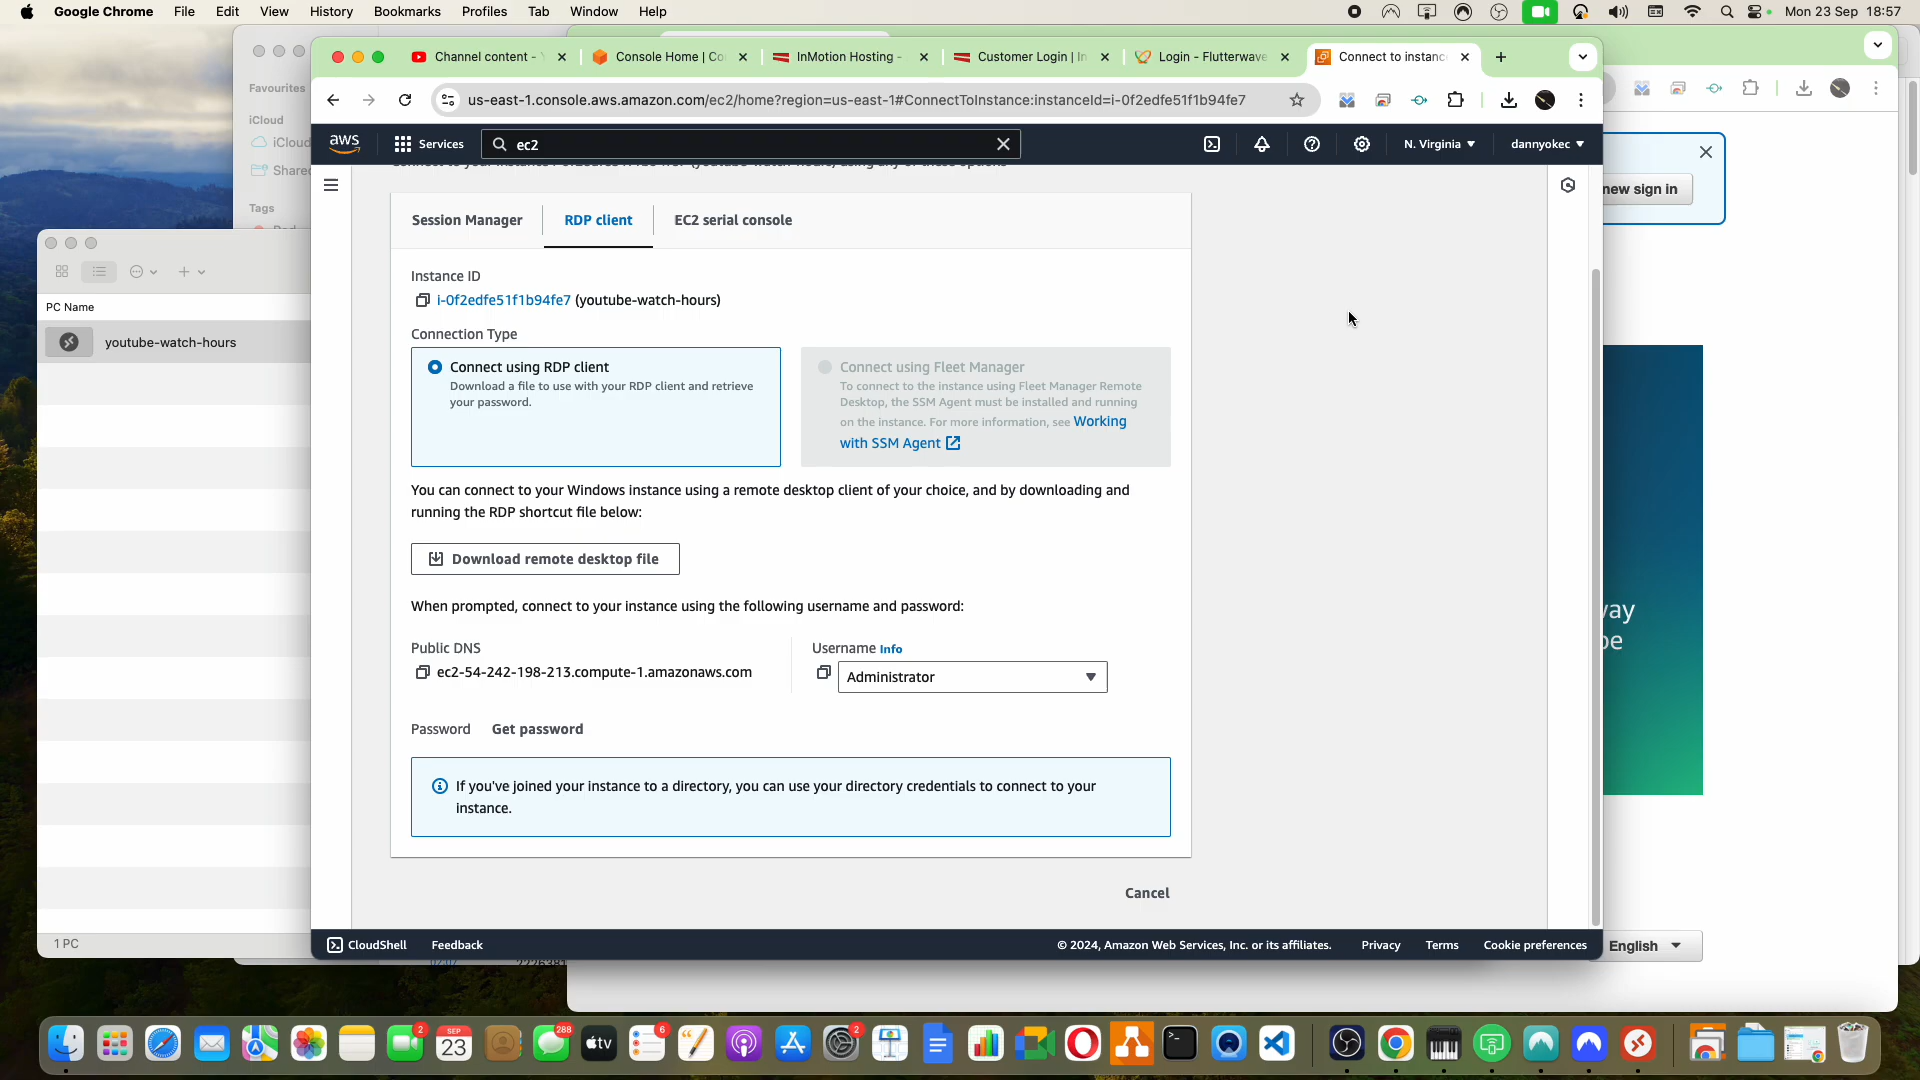 Google Chrome File Edit View History Bookmarks Profiles Tab Window Help
Mon 23 Sep 18:57
Channel content -
Console Home | Co
InMotion Hosting -
Customer Login | In
Login - Flutterwave
Connect to instanc
us-east-1.console.aws.amazon.com/ec2/home?region=us-east-1#ConnectToInstance:instanceId=i-0f2edfe51f1b94fe7
aws Services ec2 N. Virginia dannyokec
new sign in
Favourites
iCloud
iCloud
Shared
Tags
PC Name
youtube-watch-hours
1 PC
Session Manager RDP client EC2 serial console
Instance ID
i-0f2edfe51f1b94fe7 (youtube-watch-hours)
Connection Type
Connect using RDP client
Download a file to use with your RDP client and retrieve
your password.
Connect using Fleet Manager
To connect to the instance using Fleet Manager Remote
Desktop, the SSM Agent must be installed and running
on the instance. For more information, see Working
with SSM Agent
You can connect to your Windows instance using a remote desktop client of your choice, and by downloading and
running the RDP shortcut file below:
Download remote desktop file
When prompted, connect to your instance using the following username and password:
Public DNS
ec2-54-242-198-213.compute-1.amazonaws.com
Username Info
Administrator
Password Get password
If you've joined your instance to a directory, you can use your directory credentials to connect to your
instance.
Cancel
CloudShell Feedback © 2024, Amazon Web Services, Inc. or its affiliates. Privacy Terms Cookie preferences
English
2
SEP
23
288
tv
6
2